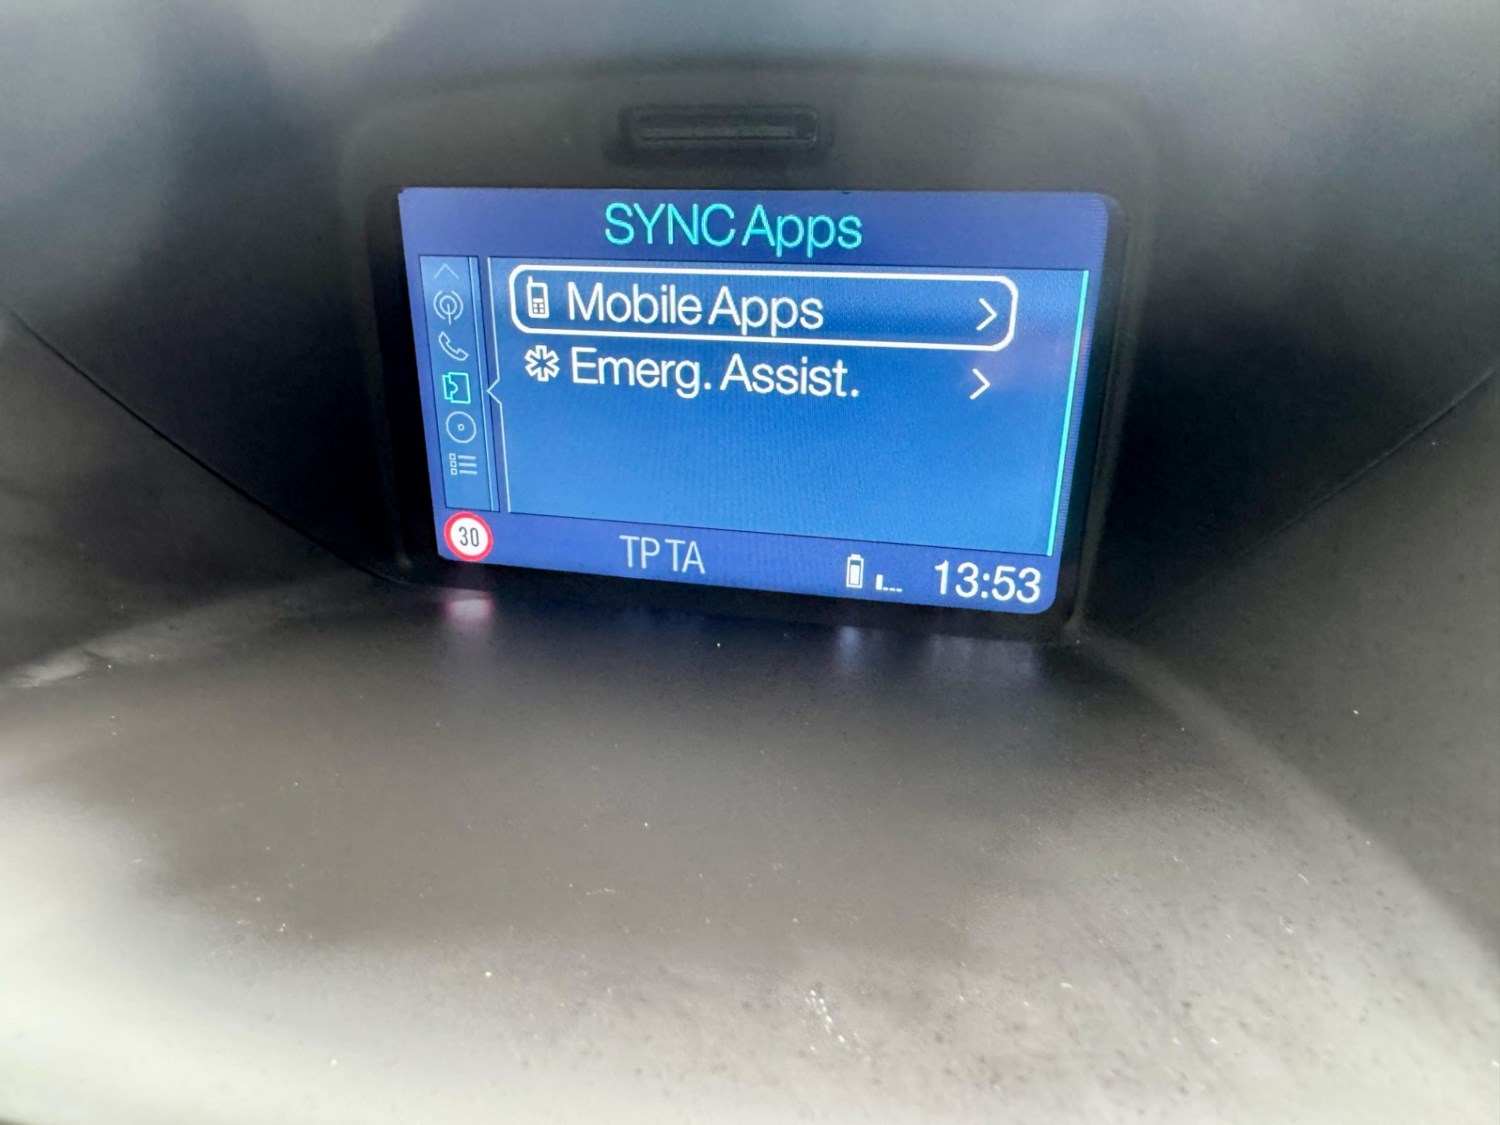 SYNC Apps
Mobile Apps
Emerg. Assist.
30
TP TA
13:53